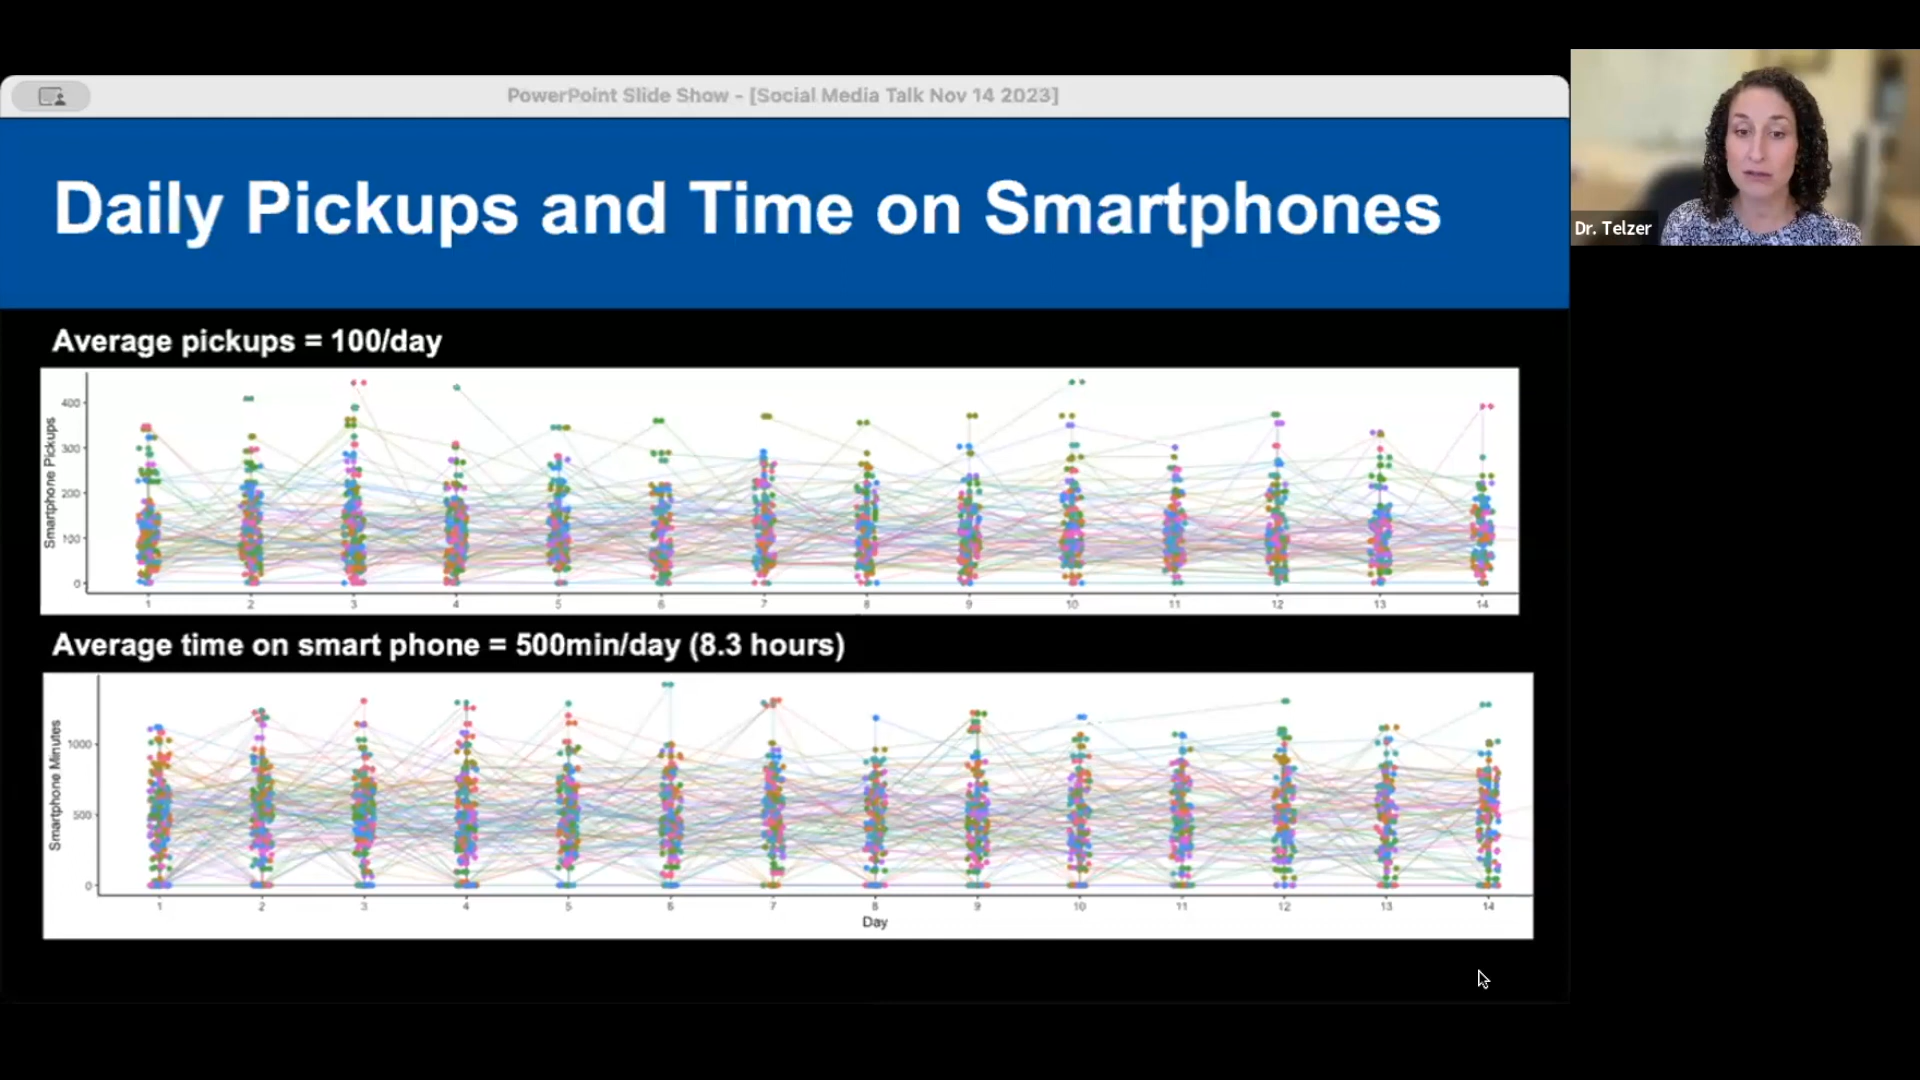 PowerPoint Slide Show - [Social Media Talk Nov 14 2023]
Daily Pickups and Time on Smartphones
Dr. Telzer
Average pickups = 100/day
Smartphone Pickups
400
300
200
100
0
1 2 3 4 5 6 7 8 9 10 11 12 13 14
Average time on smart phone = 500min/day (8.3 hours)
Smartphone Minutes
1000
500
0
1 2 3 4 5 6 7 8 9 10 11 12 13 14
Day